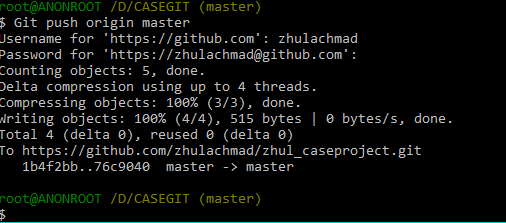 root@ANONROOT /D/CASEGIT (master)
$ Git push origin master
Username for 'https://github.com': zhulachmad
Password for 'https://zhulachmad@github.com':
Counting objects: 5, done.
Delta compression using up to 4 threads.
Compressing objects: 100% (3/3), done.
Writing objects: 100% (4/4), 515 bytes | 0 bytes/s, done.
Total 4 (delta 0), reused 0 (delta 0)
To https://github.com/zhulachmad/zhul_caseproject.git
   1b4f2bb..76c9040  master -> master
root@ANONROOT /D/CASEGIT (master)
$